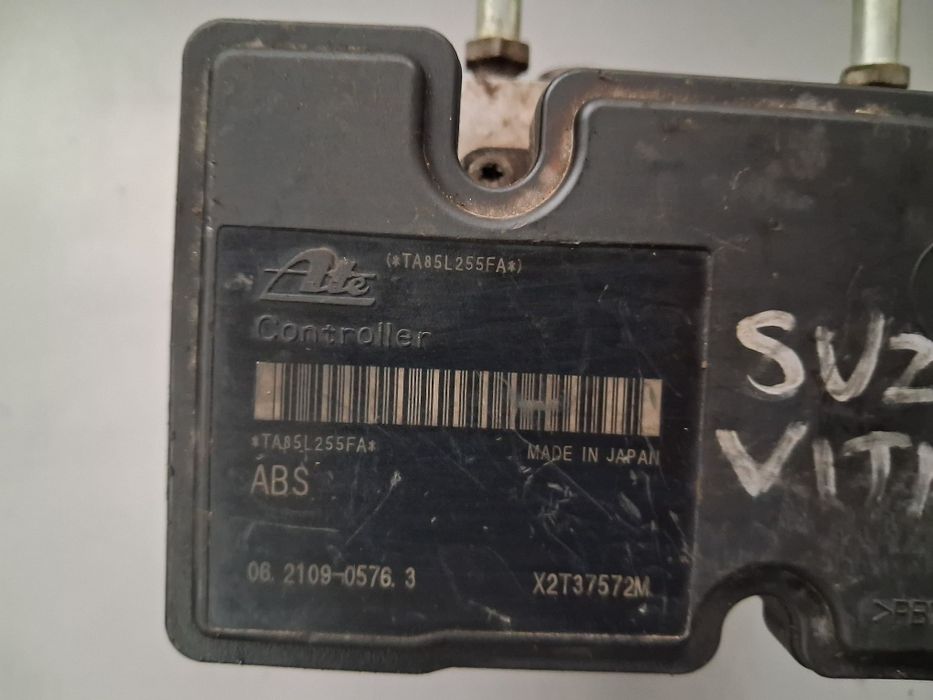 Ate (*TA85L255FA*)
Controller
*TA85L255FA*
MADE IN JAPAN
ABS
06.2109-0576.3
X2T37572M
SUZ
VIT